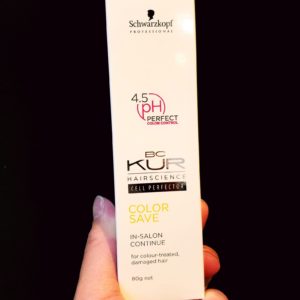 Schwarzkopf
PROFESSIONAL
4.5
pH
PERFECT
COLOR CONTROL
BC
KUR
HAIRSCIENCE
CELL PERFECTOR
COLOR
SAVE
IN-SALON
CONTINUE
for colour-treated,
damaged hair
80g net